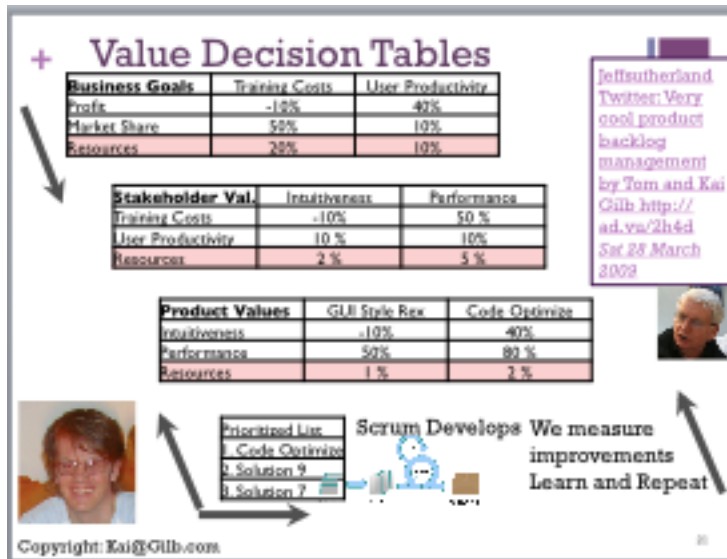 + Value Decision Tables
Business Goals Training Costs User Productivity
Profit -10% 40%
Market Share 50% 10%
Resources 20% 10%
Stakeholder Val. Intuitiveness Performance
Training Costs -10% 50 %
User Productivity 10 % 10%
Resources 2 % 5 %
Product Values GUI Style Rex Code Optimize
Intuitiveness -10% 40%
Performance 50% 80 %
Resources 1 % 2 %
Prioritized List
1. Code Optimize
2. Solution 9
3. Solution 7
Scrum Develops
We measure
improvements
Learn and Repeat
Jeffsutherland
Twitter: Very
cool product
backlog
management
by Tom and Kai
Gilb http://
ad.vu/2h4d
Sat 28 March
2009
Copyright: Kai@Gilb.com